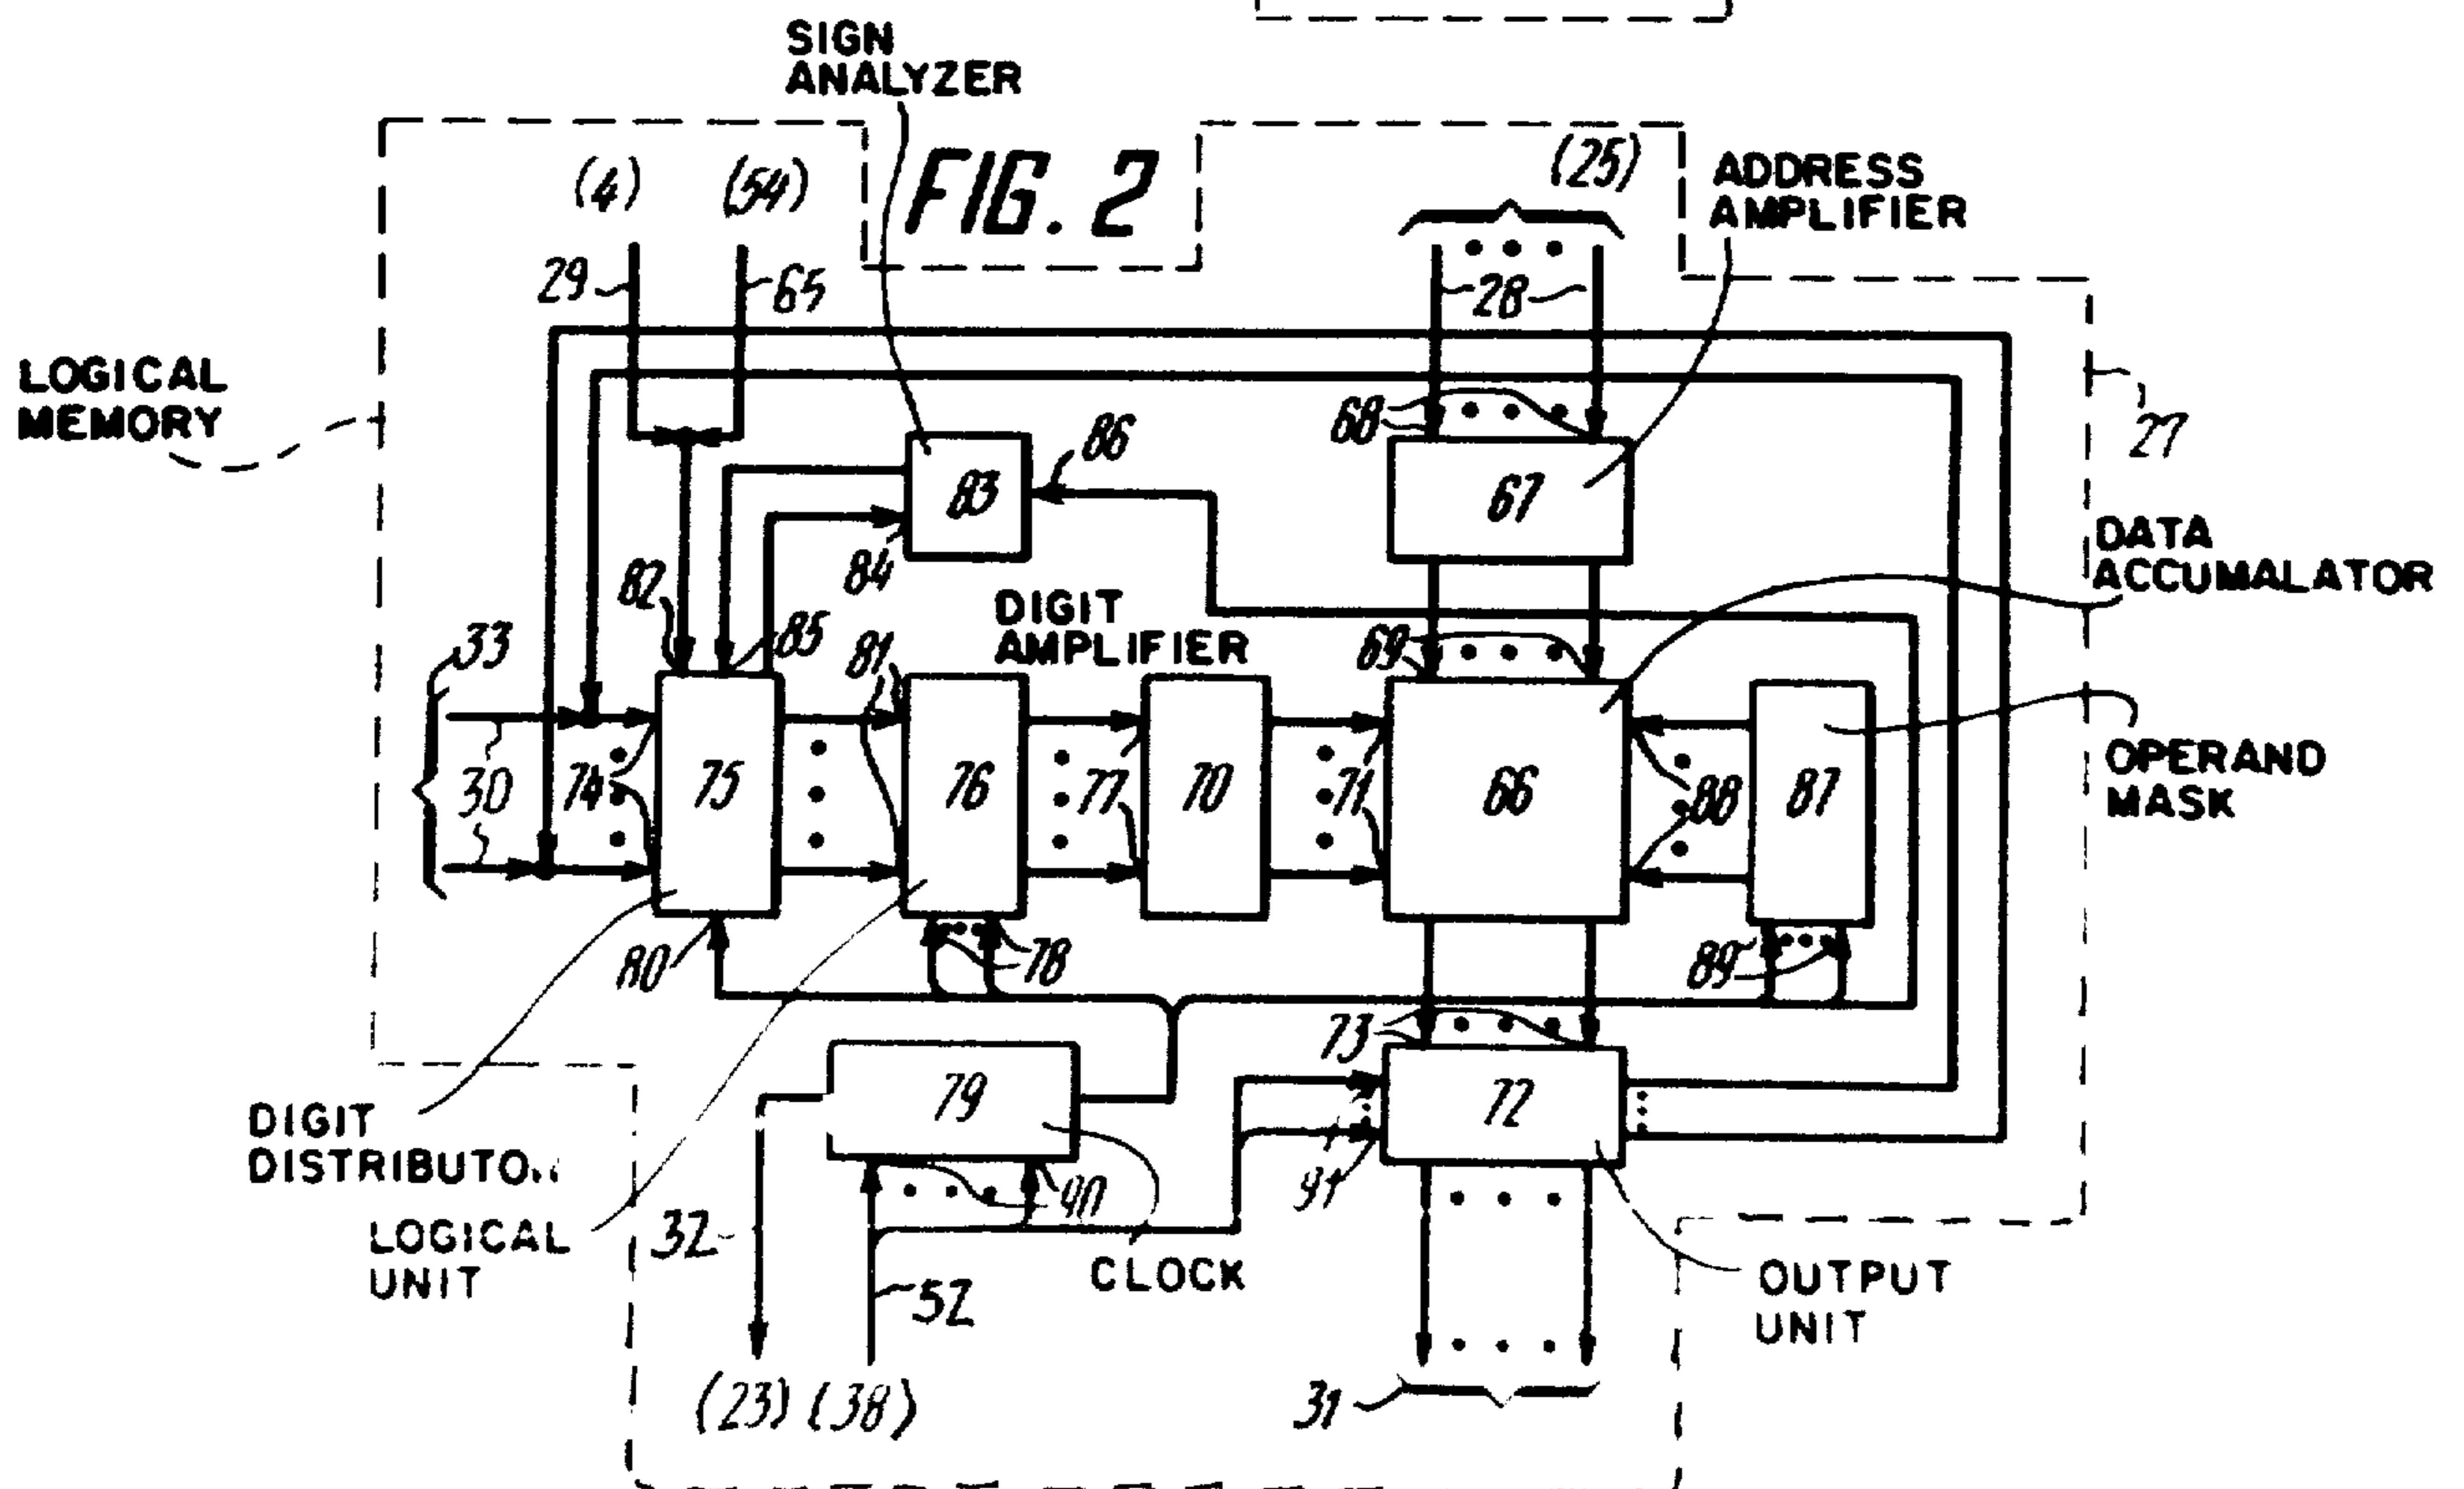 SIGN
ANALYZER
FIG. 2
(4)
(54)
(25)
ADDRESS
AMPLIFIER
29
65
28
LOGICAL
MEMORY
68
86
27
83
67
84
82
DATA
ACCUMALATOR
DIGIT
AMPLIFIER
85
81
69
33
30
74
75
76
77
70
71
66
88
87
OPERAND
MASK
80
78
89
73
79
72
DIGIT
DISTRIBUTO
90
91
LOGICAL
UNIT
32
52
CLOCK
OUTPUT
UNIT
(23) (38)
31